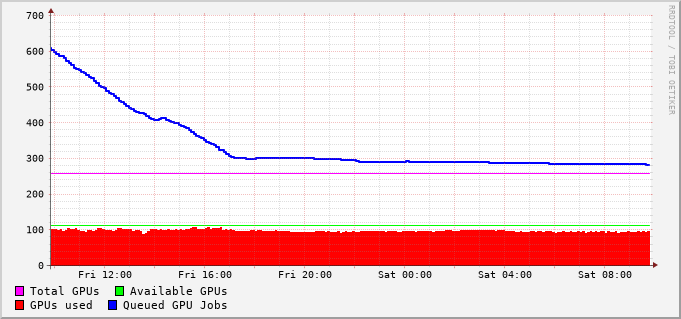 700
600
500
400
300
200
100
0
Fri 12:00 Fri 16:00 Fri 20:00 Sat 00:00 Sat 04:00 Sat 08:00
Total GPUs Available GPUs
GPUs used Queued GPU Jobs
RRDTOOL / TOBI OETIKER